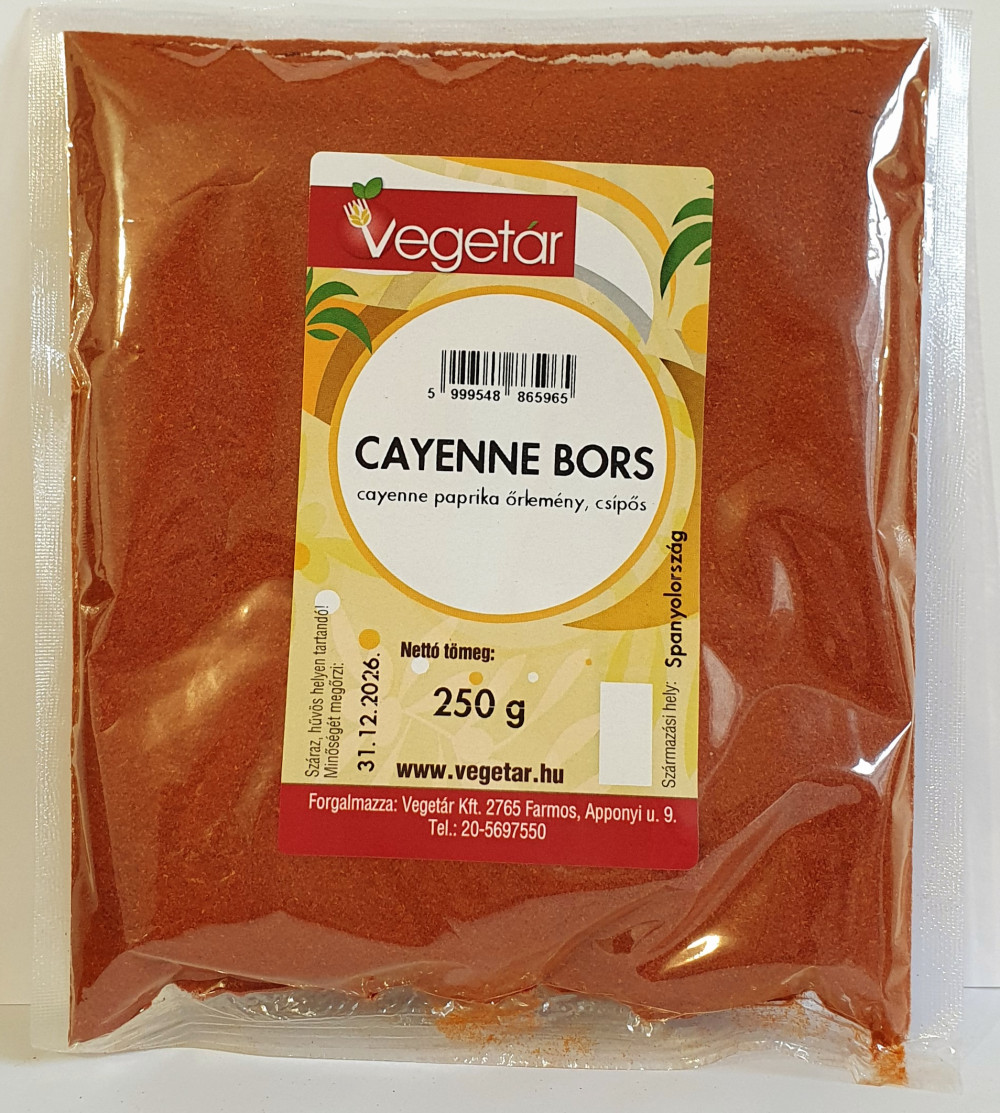 Vegetár
5 999548 865965
CAYENNE BORS
cayenne paprika őrlemény, csípős
Nettó tömeg:
250 g
www.vegetar.hu
Száraz, hűvös helyen tartandó!
Minőségét megőrzi:
31.12.2026.
Származási hely: Spanyolország
Forgalmazza: Vegetár Kft. 2765 Farmos, Apponyi u. 9.
Tel.: 20-5697550